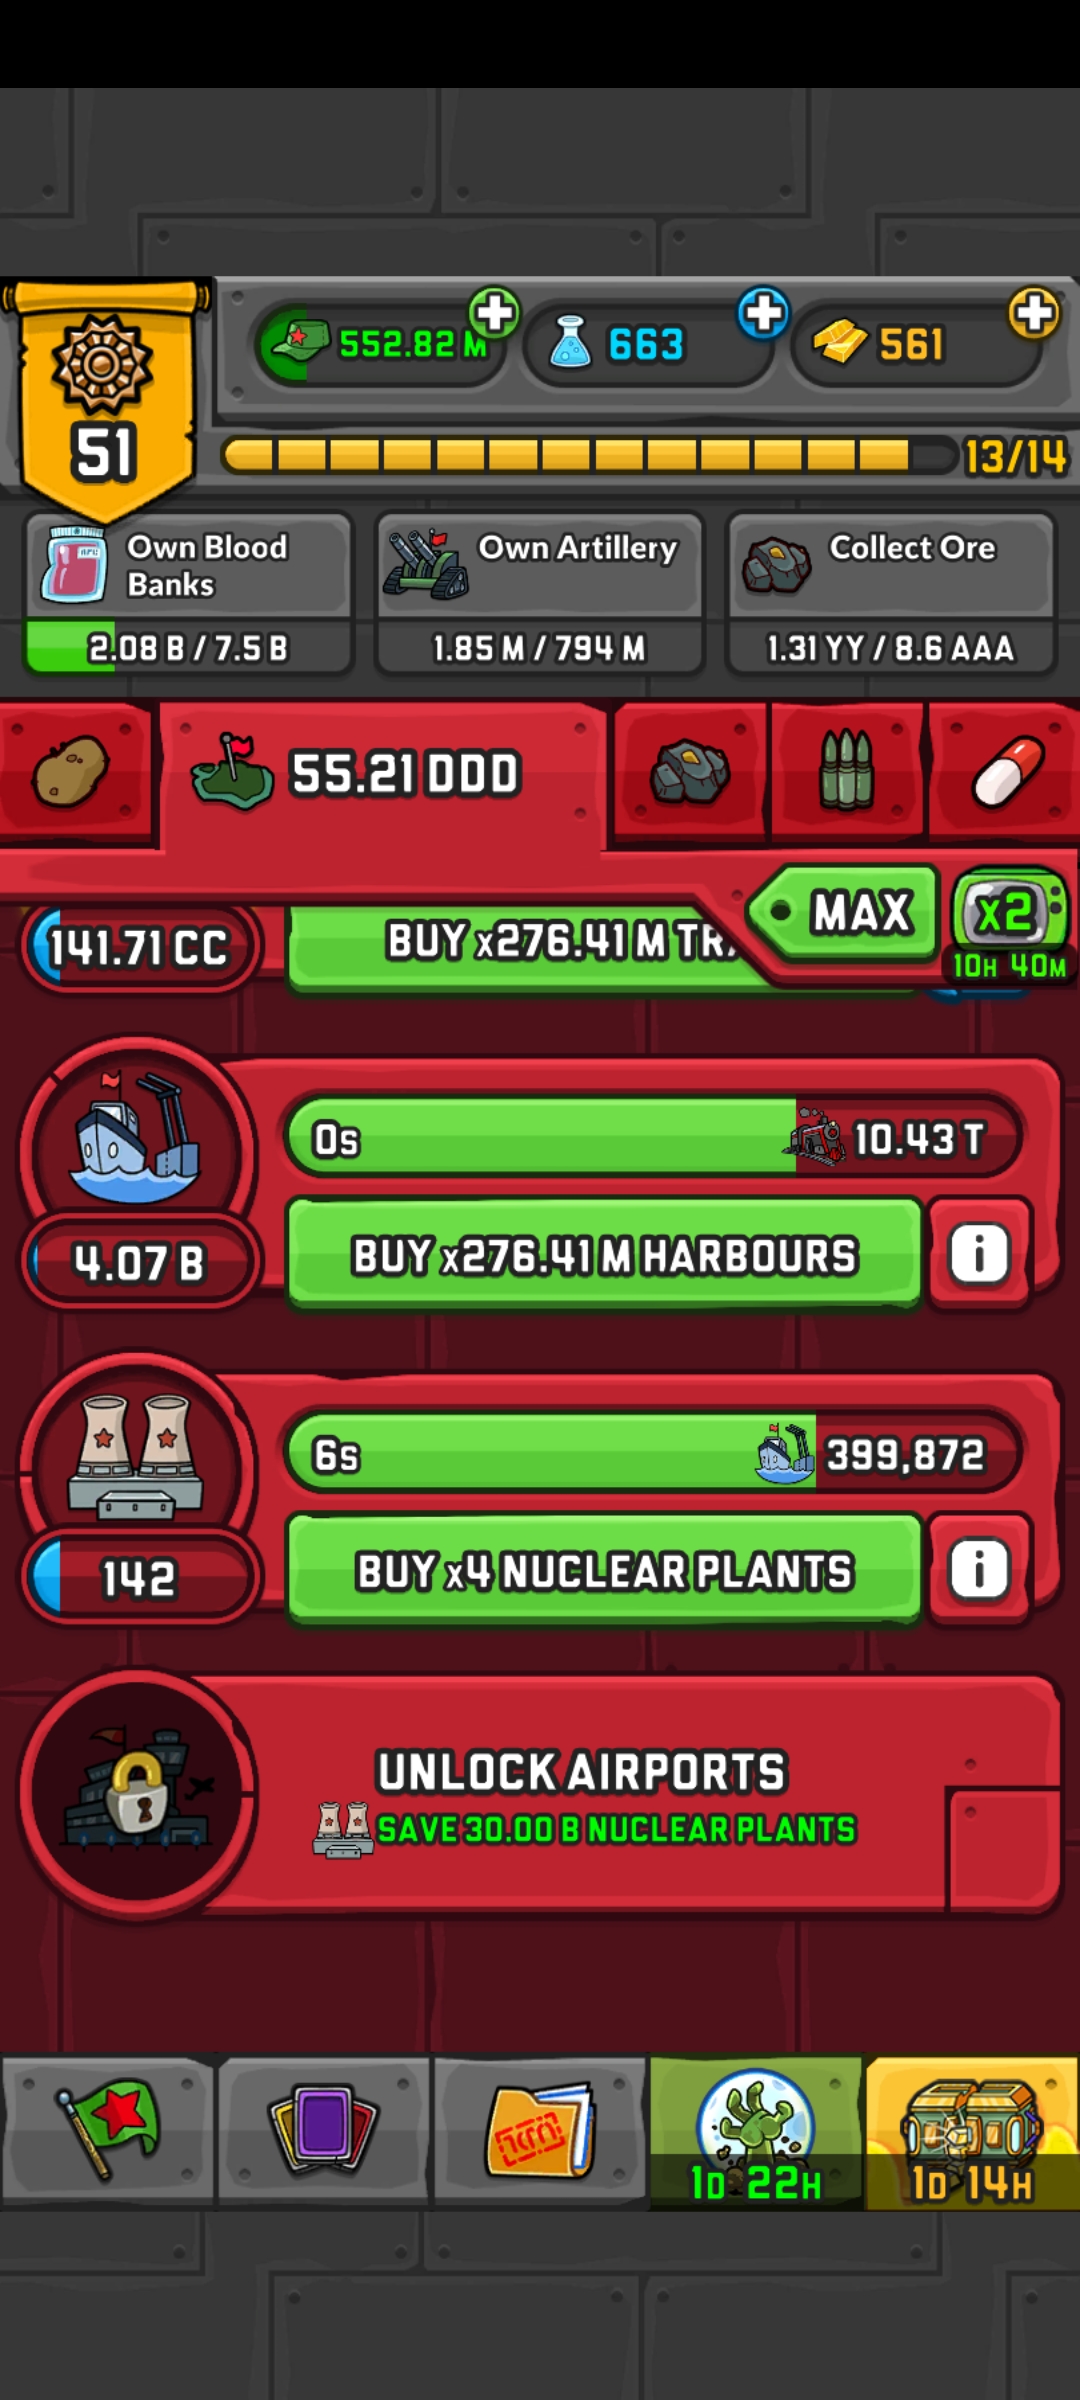 552.82 M
663
561
51
13/14
Own Blood
Banks
2.08 B / 7.5 B
Own Artillery
1.85 M / 794 M
Collect Ore
1.31 YY / 8.6 AAA
55.21 DDD
MAX
x2
10H 40M
141.71 CC
BUY x276.41 M TR
0s
10.43 T
4.07 B
BUY x276.41 M HARBOURS
i
6s
399,872
142
BUY x4 NUCLEAR PLANTS
i
UNLOCK AIRPORTS
SAVE 30.00 B NUCLEAR PLANTS
1D 22H
1D 14H